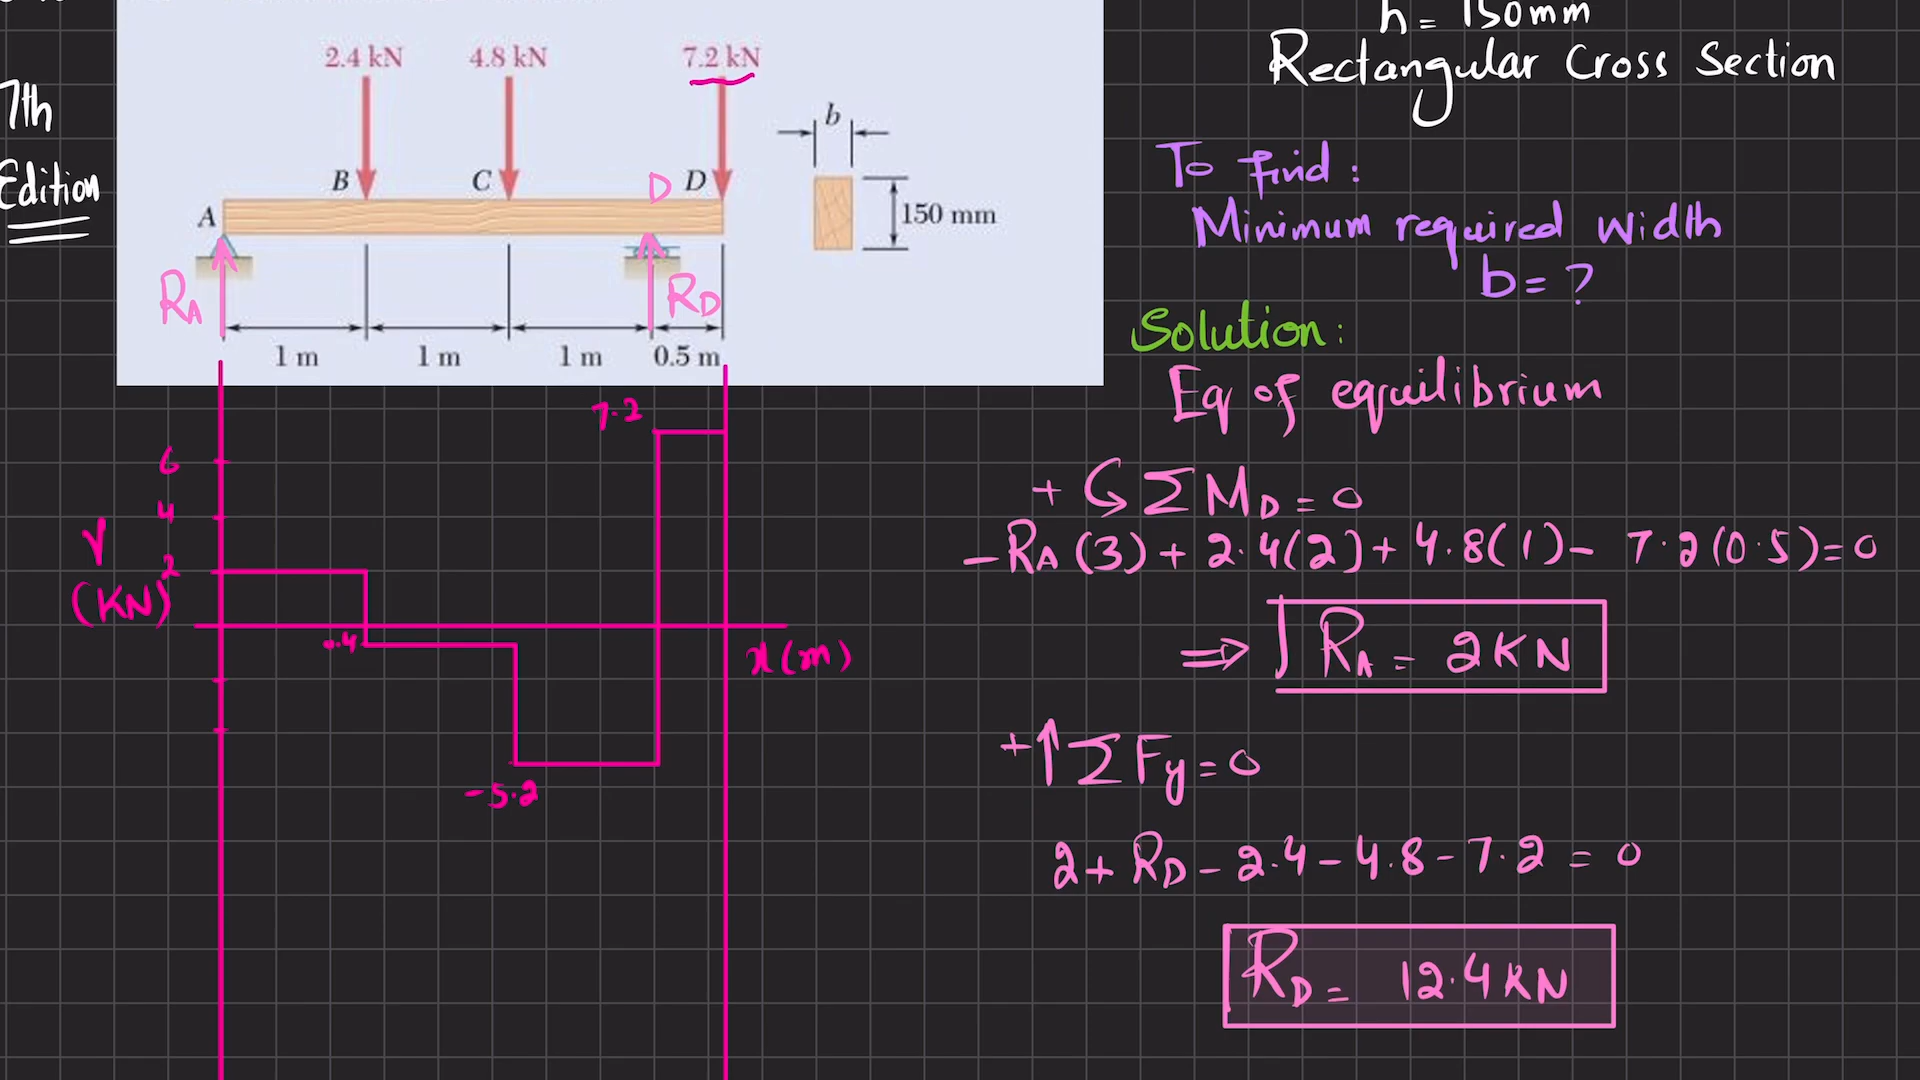 h = 150mm
Rectangular Cross Section
7th
Edition
2.4 kN 4.8 kN 7.2 kN
b
A B C D D
150 mm
RA RD
1 m 1 m 1 m 0.5 m
To find :
Minimum required width
b = ?
Solution :
Eq of equilibrium
+ ΣMD = 0
-RA (3) + 2.4(2) + 4.8(1) - 7.2(0.5) = 0
⇒ RA = 2KN
+↑ΣFy = 0
2 + RD - 2.4 - 4.8 - 7.2 = 0
RD = 12.4KN
7.2
6
4
V
2
(KN)
0.4
x(m)
-5.2